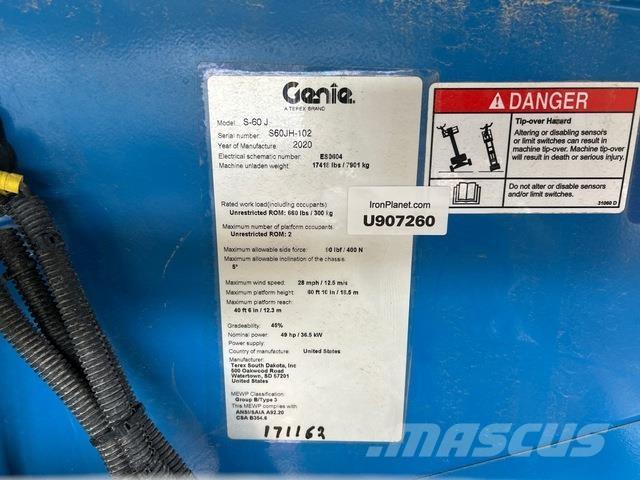 Genie
A TEREX BRAND
Model: S-60 J
Serial number: S60JH-102
Year of Manufacture: 2020
Electrical schematic number: ES0604
Machine unladen weight: 17418 lbs / 7901 kg
Rated work load(including occupants)
Unrestricted ROM: 660 lbs / 300 kg
Maximum number of platform occupants:
Unrestricted ROM: 2
Maximum allowable side force: lbf / 400 N
Maximum allowable inclination of the chassis:
5°
Maximum wind speed: 28 mph / 12.5 m/s
Maximum platform height: 60 ft 10 in / 18.5 m
Maximum platform reach:
40 ft 6 in / 12.3 m
Gradeability: 45%
Nominal power: 49 hp / 36.5 kW
Power supply:
Country of manufacture: United States
Manufacturer:
Terex South Dakota, Inc
500 Oakwood Road
Watertown, SD 57201
United States
MEWP Classification:
Group B/Type 3
This MEWP complies with
ANSI/SAIA A92.20
CSA B354.6
171163
IronPlanet.com
U907260
DANGER
Tip-over Hazard
Altering or disabling sensors
or limit switches can result in
machine tip-over. Machine tip-over
will result in death or serious injury.
Do not alter or disable sensors
and/or limit switches.
31060 D
MASCUS